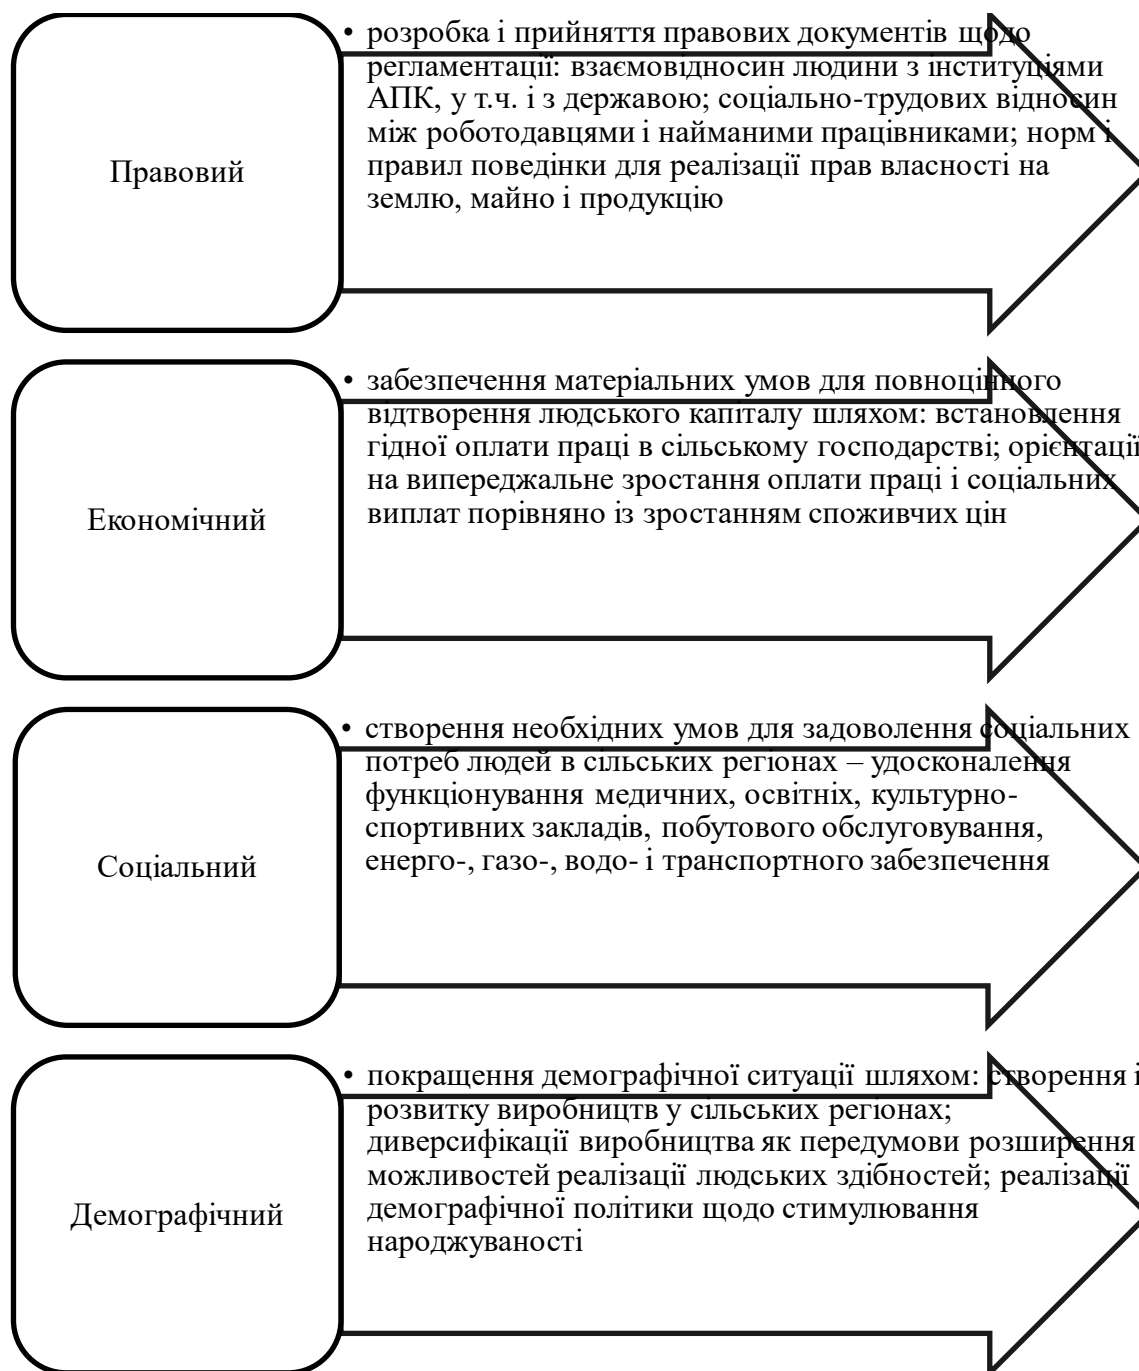 Правовий
• розробка і прийняття правових документів щодо
регламентації: взаємовідносин людини з інституціями
АПК, у т.ч. і з державою; соціально-трудових відносин
між роботодавцями і найманими працівниками; норм і
правил поведінки для реалізації прав власності на
землю, майно і продукцію
Економічний
• забезпечення матеріальних умов для повноцінного
відтворення людського капіталу шляхом: встановлення
гідної оплати праці в сільському господарстві; орієнтації
на випереджальне зростання оплати праці і соціальних
виплат порівняно із зростанням споживчих цін
Соціальний
• створення необхідних умов для задоволення соціальних
потреб людей в сільських регіонах – удосконалення
функціонування медичних, освітніх, культурно-
спортивних закладів, побутового обслуговування,
енерго-, газо-, водо- і транспортного забезпечення
Демографічний
• покращення демографічної ситуації шляхом: створення і
розвитку виробництв у сільських регіонах;
диверсифікації виробництва як передумови розширення
можливостей реалізації людських здібностей; реалізації
демографічної політики щодо стимулювання
народжуваності